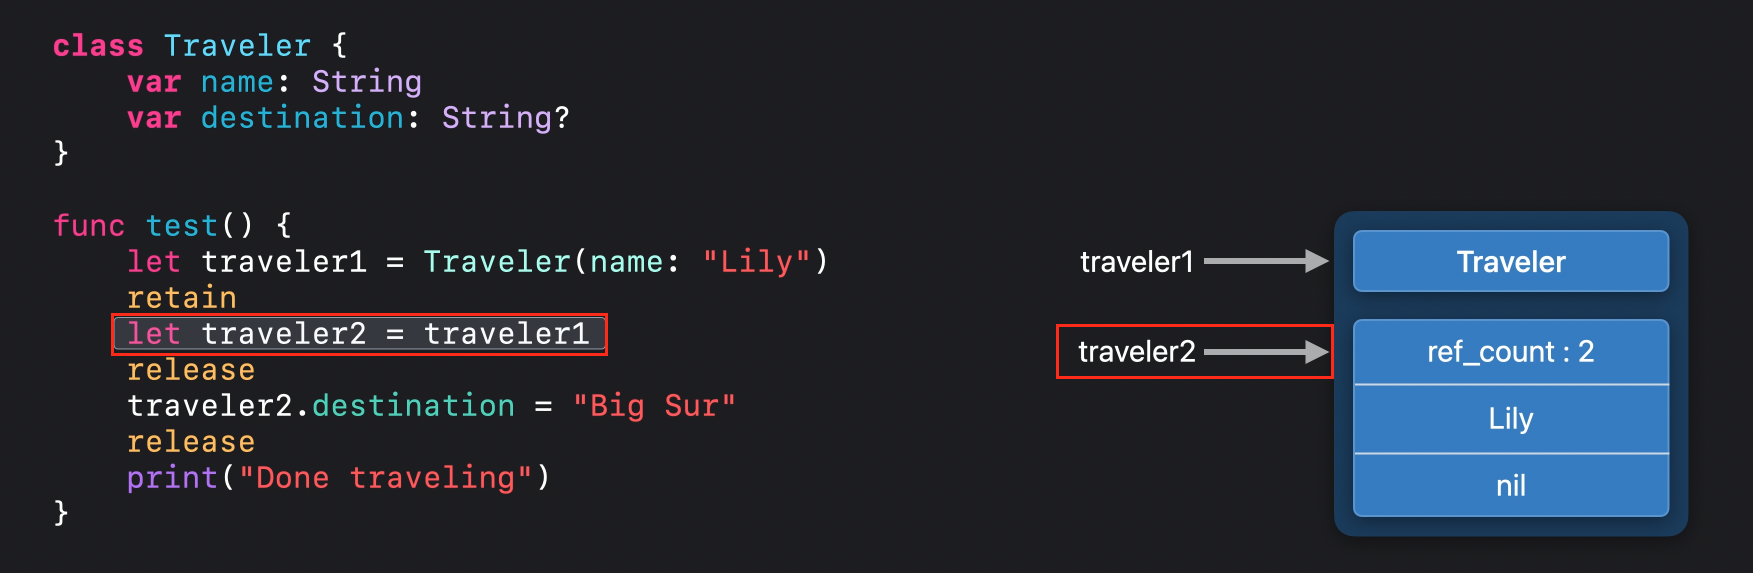 class Traveler {
    var name: String
    var destination: String?
}
func test() {
    let traveler1 = Traveler(name: "Lily")
    retain
    let traveler2 = traveler1
    release
    traveler2.destination = "Big Sur"
    release
    print("Done traveling")
}
traveler1
Traveler
traveler2
ref_count : 2
Lily
nil